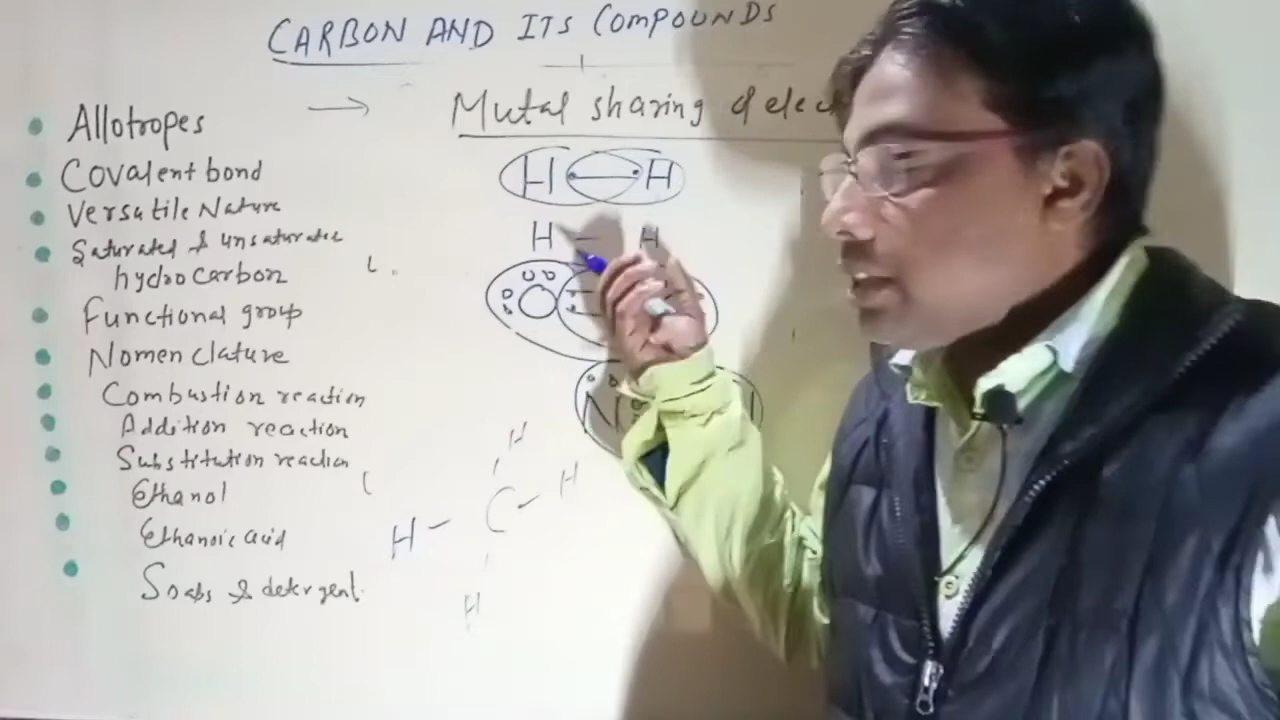 CARBON AND ITS COMPOUNDS
Allotropes → Mutal sharing of elec
Covalent bond
Versatile Nature
Saturated & unsaturated
hydrocarbon
Functional group
Nomenclature
Combustion reaction
Addition reaction
Substitution reaction
Ethanol
Ethanoic acid
Soabs & detergent.
H H
H - H
N
H
H - C - H
H